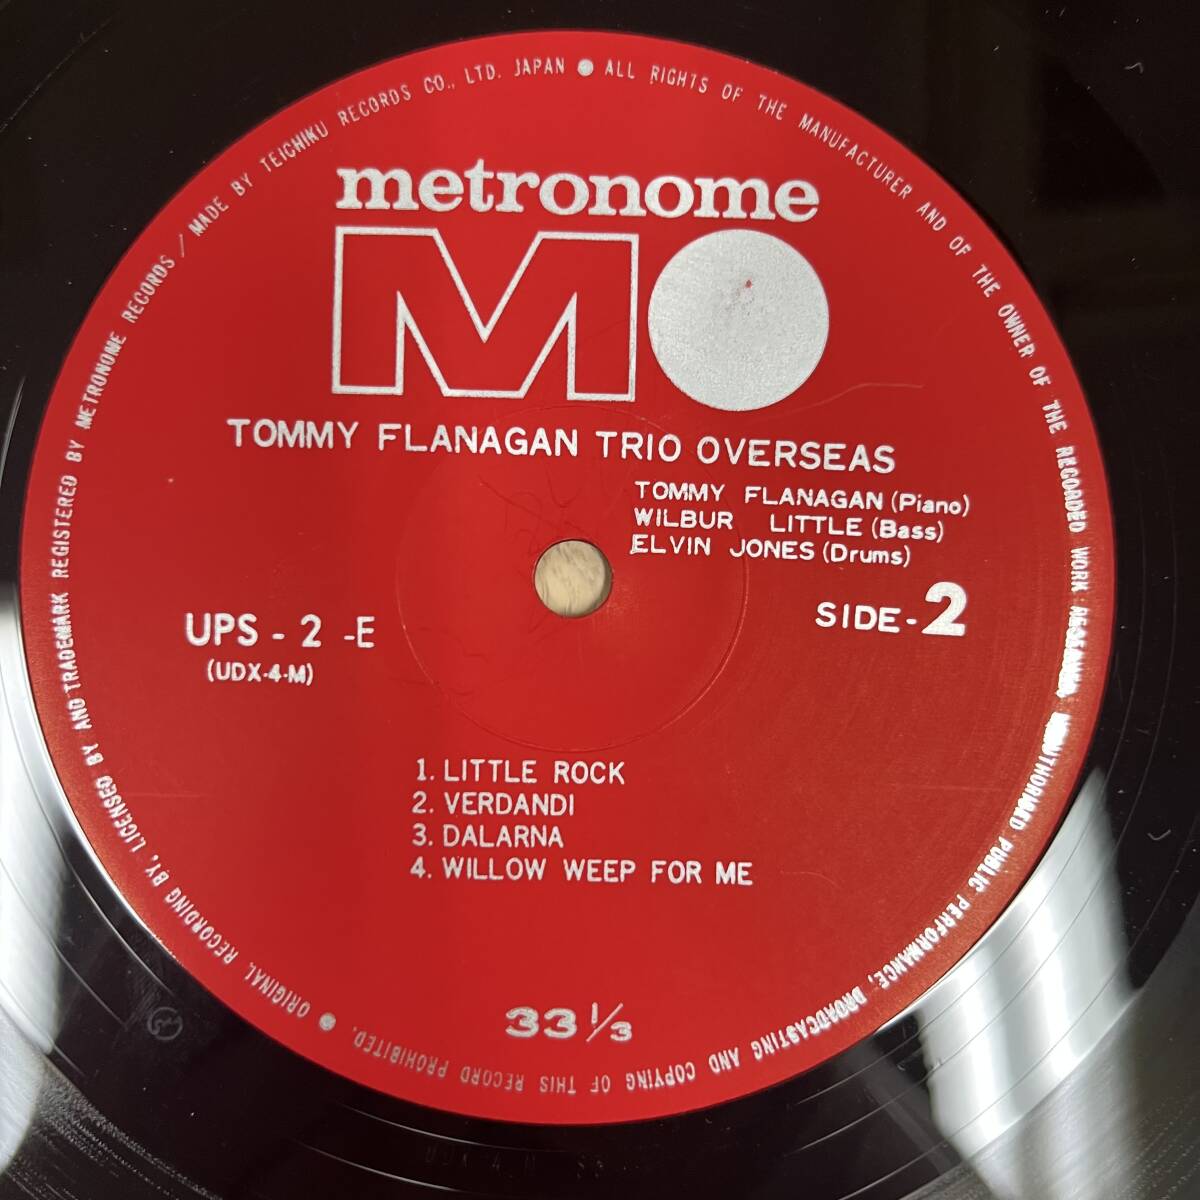 metronome
MO
TOMMY FLANAGAN TRIO OVERSEAS
TOMMY FLANAGAN (Piano)
WILBUR LITTLE (Bass)
ELVIN JONES (Drums)
SIDE-2
UPS - 2 -E
(UDX-4-M)
1. LITTLE ROCK
2. VERDANDI
3. DALARNA
4. WILLOW WEEP FOR ME
33 1/3
ORIGINAL RECORDING BY, LICENSED BY AND TRADEMARK REGISTERED BY METRONOME RECORDS / MADE BY TEICHIKU RECORDS CO., LTD. JAPAN ● ALL RIGHTS OF THE MANUFACTURER AND OF THE OWNER OF THE RECORDED WORK RESERVED. UNAUTHORISED PUBLIC PERFORMANCE, BROADCASTING AND COPYING OF THIS RECORD PROHIBITED. ●